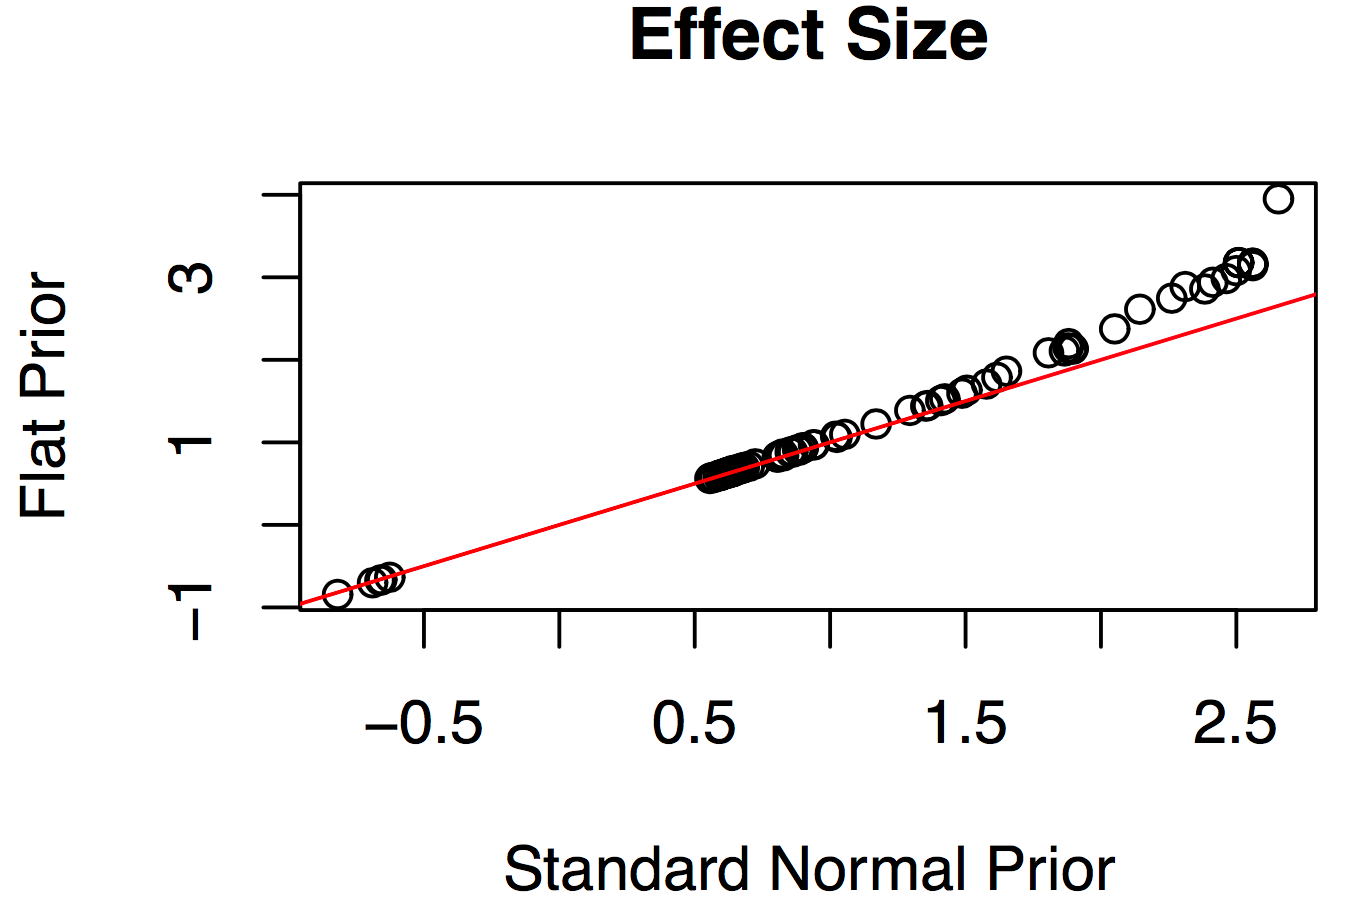 Effect Size
Flat Prior
3
1
−1
−0.5 0.5 1.5 2.5
Standard Normal Prior